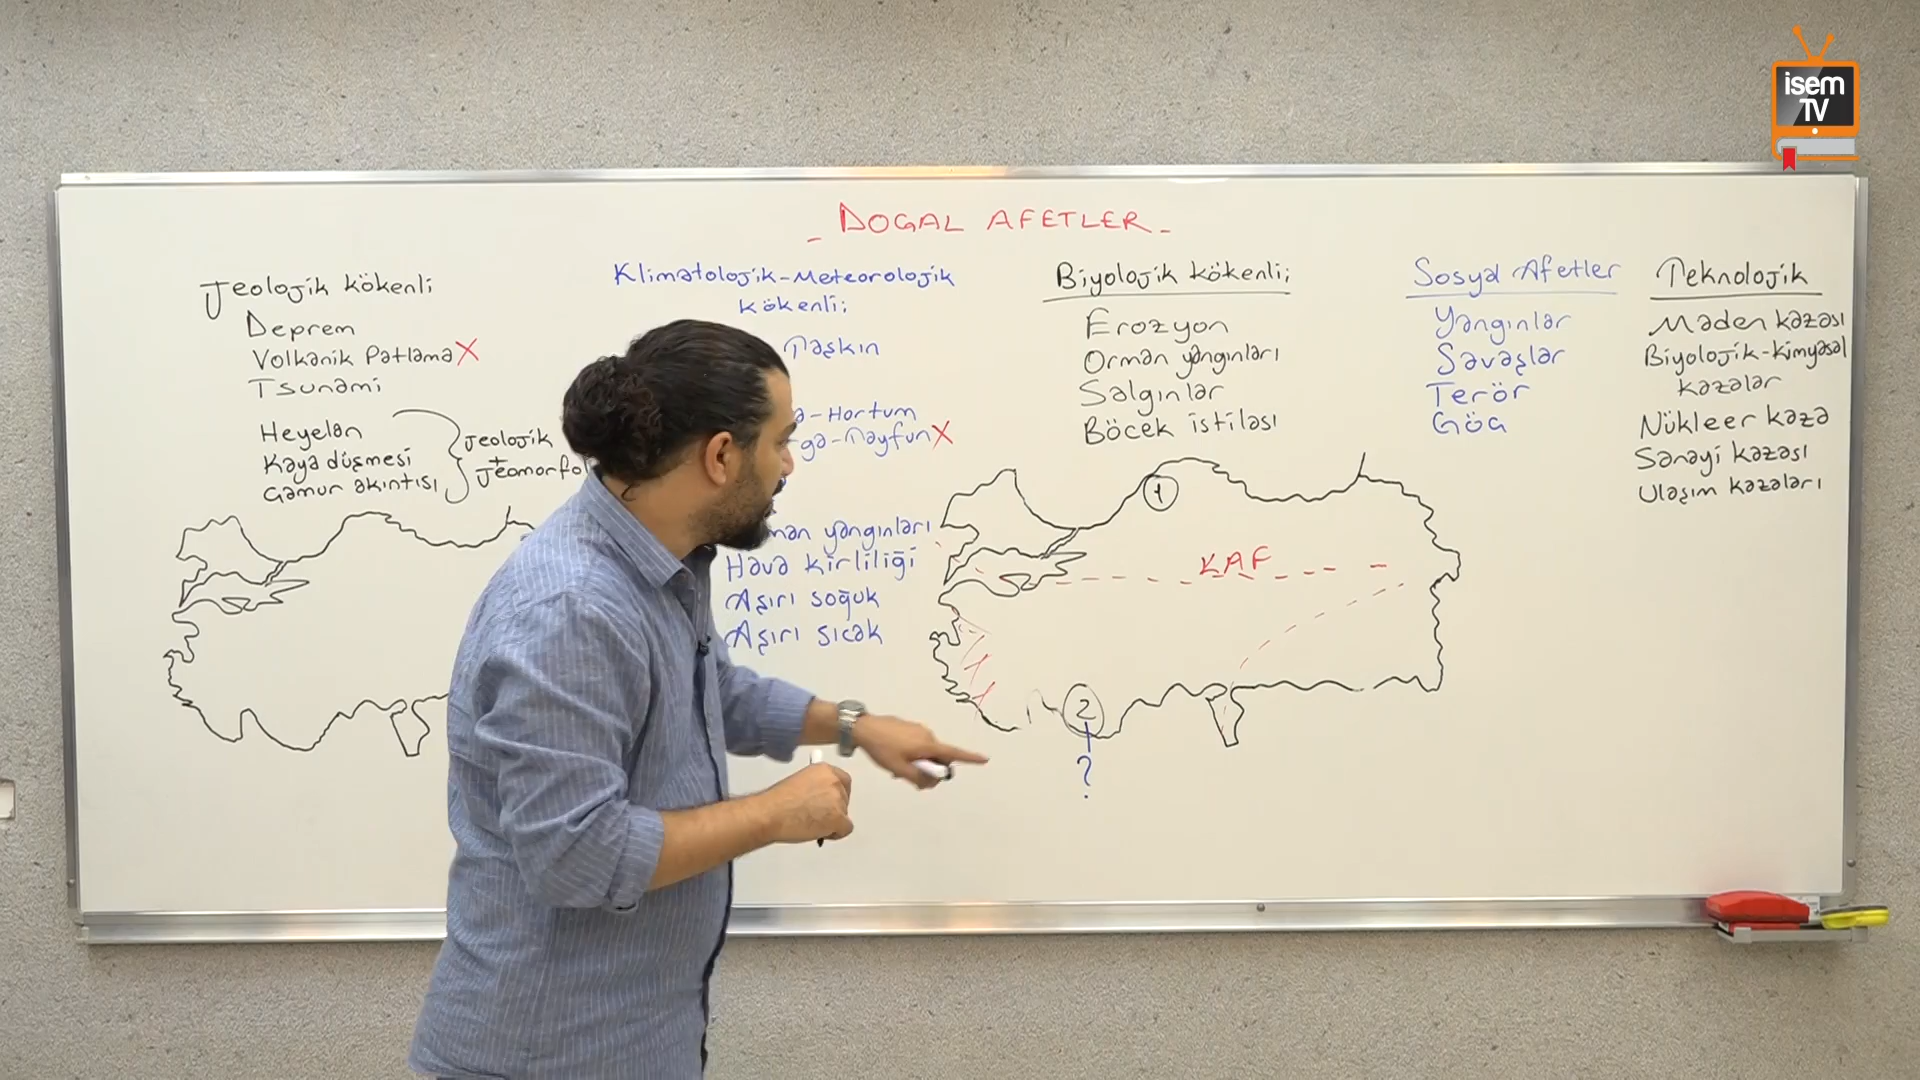 isem
TV
DOGAL AFETLER
Jeolojik kökenli
Deprem
Volkanik Patlama X
Tsunami
Heyelan
Kaya düşmesi
Çamur akıntısı
Jeolojik
+
Jeomorfol
Klimatolojik-Meteorolojik
kökenli;
Taşkın
-Hortum
-Tayfun X
yangınları
Hava kirliliği
Aşırı soğuk
Aşırı sıcak
Biyolojik kökenli;
Erozyon
Orman yangınları
Salgınlar
Böcek istilası
Sosyal Afetler
Yangınlar
Savaşlar
Terör
Göç
Teknolojik
Maden kazası
Biyolojik-kimyasal
kazalar
Nükleer kaza
Sanayi kazası
Ulaşım kazaları
1
KAF
2
?